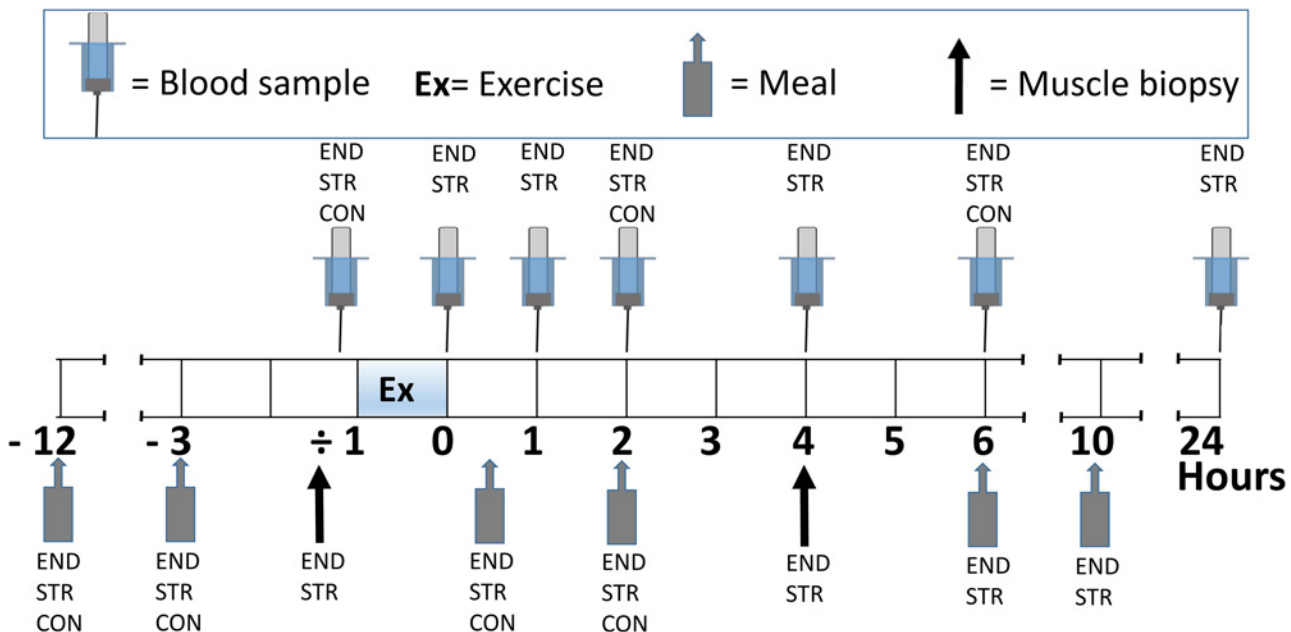 = Blood sample Ex= Exercise = Meal = Muscle biopsy
END END END END END END END
STR STR STR STR STR STR STR
CON CON CON
Ex
- 12 - 3 ÷ 1 0 1 2 3 4 5 6 10 24
Hours
END END END END END END END END
STR STR STR STR STR STR STR STR
CON CON CON CON